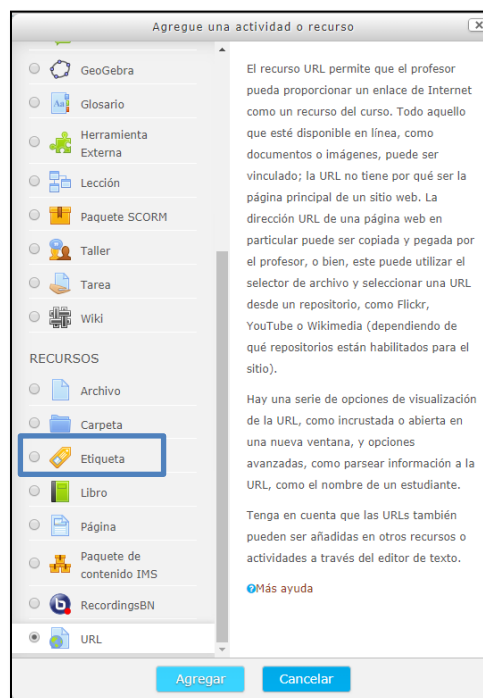 Agregue una actividad o recurso
GeoGebra
Glosario
Herramienta
Externa
Lección
Paquete SCORM
Taller
Tarea
Wiki
RECURSOS
Archivo
Carpeta
Etiqueta
Libro
Página
Paquete de
contenido IMS
RecordingsBN
URL
El recurso URL permite que el profesor
pueda proporcionar un enlace de Internet
como un recurso del curso. Todo aquello
que esté disponible en línea, como
documentos o imágenes, puede ser
vinculado; la URL no tiene por qué ser la
página principal de un sitio web. La
dirección URL de una página web en
particular puede ser copiada y pegada por
el profesor, o bien, este puede utilizar el
selector de archivo y seleccionar una URL
desde un repositorio, como Flickr,
YouTube o Wikimedia (dependiendo de
qué repositorios están habilitados para el
sitio).
Hay una serie de opciones de visualización
de la URL, como incrustada o abierta en
una nueva ventana, y opciones
avanzadas, como parsear información a la
URL, como el nombre de un estudiante.
Tenga en cuenta que las URLs también
pueden ser añadidas en otros recursos o
actividades a través del editor de texto.
Más ayuda
Agregar
Cancelar